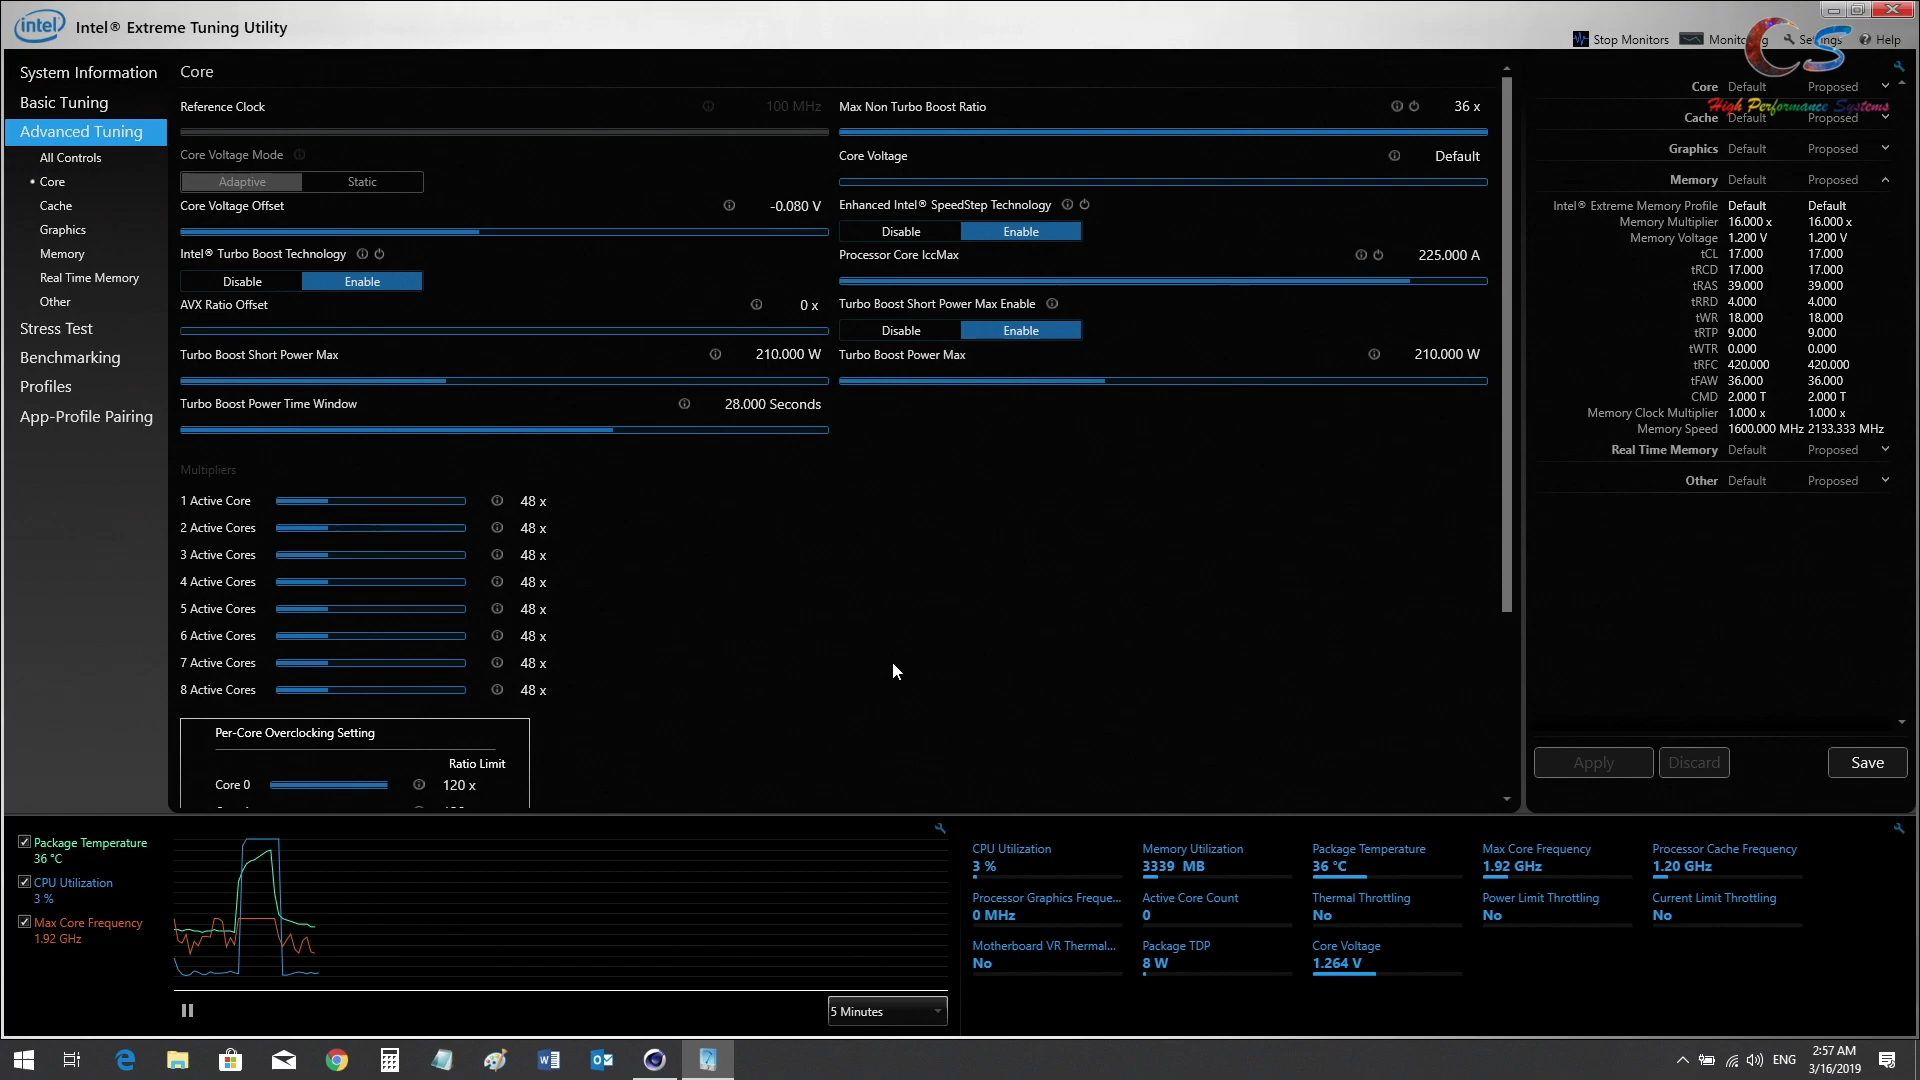 intel
Intel® Extreme Tuning Utility
Stop Monitors
Settings
Help
CS
High Performance Systems
System Information
Basic Tuning
Advanced Tuning
All Controls
• Core
Cache
Graphics
Memory
Real Time Memory
Other
Stress Test
Benchmarking
Profiles
App-Profile Pairing
Core
Reference Clock 100 MHz
Core Voltage Mode
Adaptive Static
Core Voltage Offset -0.080 V
Intel® Turbo Boost Technology
Disable Enable
AVX Ratio Offset 0 x
Turbo Boost Short Power Max 210.000 W
Turbo Boost Power Time Window 28.000 Seconds
Max Non Turbo Boost Ratio 36 x
Core Voltage Default
Enhanced Intel® SpeedStep Technology
Disable Enable
Processor Core IccMax 225.000 A
Turbo Boost Short Power Max Enable
Disable Enable
Turbo Boost Power Max 210.000 W
Multipliers
1 Active Core 48 x
2 Active Cores 48 x
3 Active Cores 48 x
4 Active Cores 48 x
5 Active Cores 48 x
6 Active Cores 48 x
7 Active Cores 48 x
8 Active Cores 48 x
Per-Core Overclocking Setting
Ratio Limit
Core 0 120 x
Core Default Proposed
Cache Default Proposed
Graphics Default Proposed
Memory Default Proposed
Intel® Extreme Memory Profile Default Default
Memory Multiplier 16.000 x 16.000 x
Memory Voltage 1.200 V 1.200 V
tCL 17.000 17.000
tRCD 17.000 17.000
tRAS 39.000 39.000
tRRD 4.000 4.000
tWR 18.000 18.000
tRTP 9.000 9.000
tWTR 0.000 0.000
tRFC 420.000 420.000
tFAW 36.000 36.000
CMD 2.000 T 2.000 T
Memory Clock Multiplier 1.000 x 1.000 x
Memory Speed 1600.000 MHz 2133.333 MHz
Real Time Memory Default Proposed
Other Default Proposed
Apply Discard Save
Package Temperature
36 °C
CPU Utilization
3 %
Max Core Frequency
1.92 GHz
5 Minutes
CPU Utilization
3 %
Memory Utilization
3339 MB
Package Temperature
36 °C
Max Core Frequency
1.92 GHz
Processor Cache Frequency
1.20 GHz
Processor Graphics Freque...
0 MHz
Active Core Count
0
Thermal Throttling
No
Power Limit Throttling
No
Current Limit Throttling
No
Motherboard VR Thermal...
No
Package TDP
8 W
Core Voltage
1.264 V
ENG
2:57 AM
3/16/2019